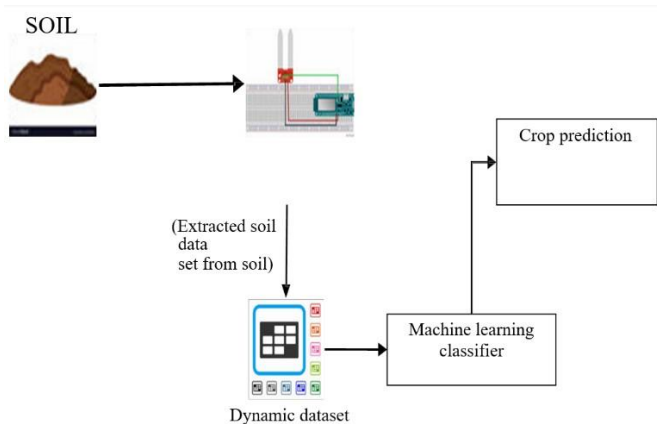 SOIL
Crop prediction
(Extracted soil
data
set from soil)
Machine learning
classifier
Dynamic dataset